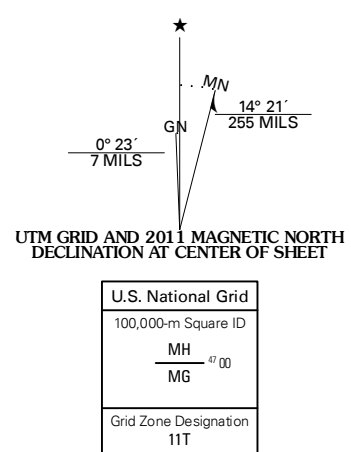 ★
MN
GN
14° 21´
255 MILS
0° 23´
7 MILS
UTM GRID AND 2011 MAGNETIC NORTH
DECLINATION AT CENTER OF SHEET
U.S. National Grid
100,000-m Square ID
MH
47 00
MG
Grid Zone Designation
11T